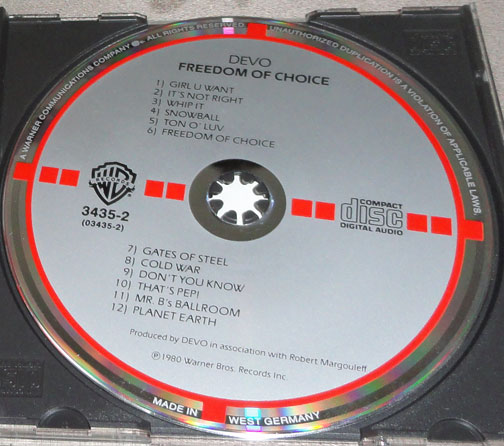 A WARNER COMMUNICATIONS COMPANY ALL RIGHTS RESERVED UNAUTHORIZED DUPLICATION IS A VIOLATION OF APPLICABLE LAWS.
DEVO
FREEDOM OF CHOICE
1) GIRL U WANT
2) IT'S NOT RIGHT
3) WHIP IT
4) SNOWBALL
5) TON O' LUV
6) FREEDOM OF CHOICE
WB
RECORDS
3435-2
(03435-2)
COMPACT
disc
DIGITAL AUDIO
7) GATES OF STEEL
8) COLD WAR
9) DON'T YOU KNOW
10) THAT'S PEP!
11) MR. B's BALLROOM
12) PLANET EARTH
Produced by DEVO in association with Robert Margouleff
℗1980 Warner Bros. Records Inc.
MADE IN WEST GERMANY